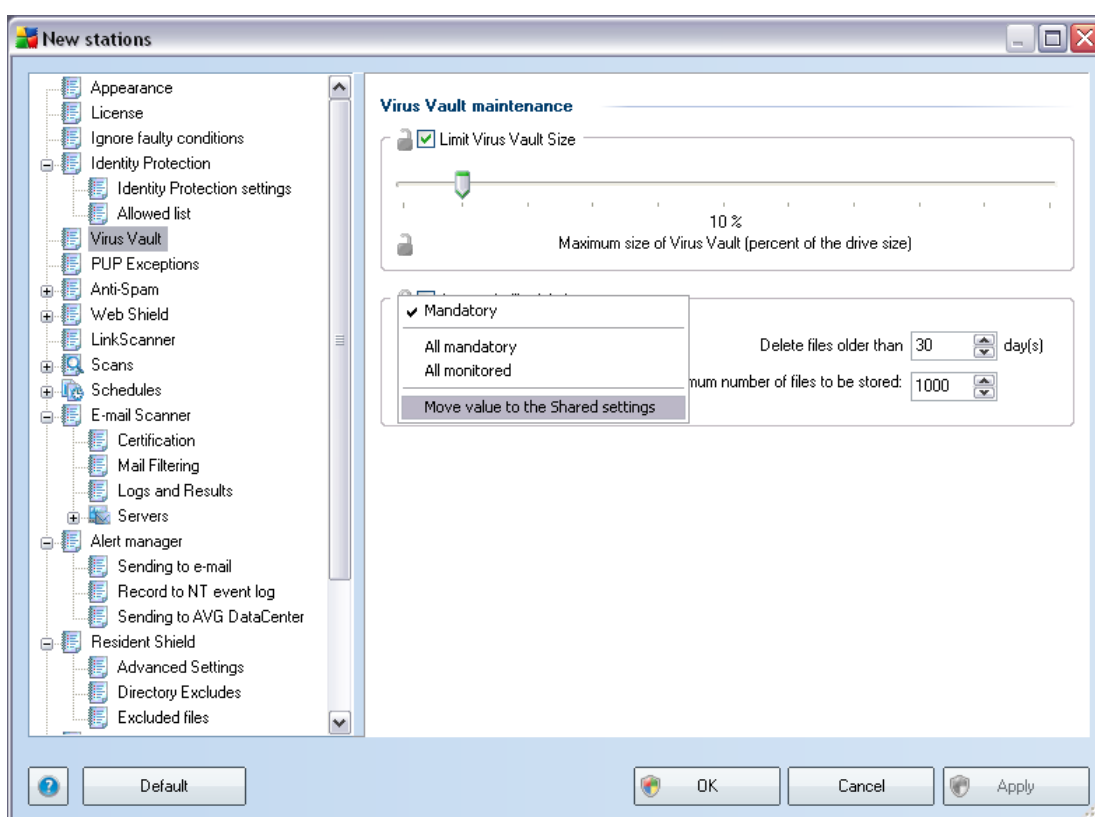 New stations
Appearance
License
Ignore faulty conditions
Identity Protection
Identity Protection settings
Allowed list
Virus Vault
PUP Exceptions
Anti-Spam
Web Shield
LinkScanner
Scans
Schedules
E-mail Scanner
Certification
Mail Filtering
Logs and Results
Servers
Alert manager
Sending to e-mail
Record to NT event log
Sending to AVG DataCenter
Resident Shield
Advanced Settings
Directory Excludes
Excluded files
Virus Vault maintenance
Limit Virus Vault Size
10 %
Maximum size of Virus Vault (percent of the drive size)
Mandatory
All mandatory
All monitored
Move value to the Shared settings
Delete files older than 30 day(s)
number of files to be stored: 1000
Default
OK
Cancel
Apply